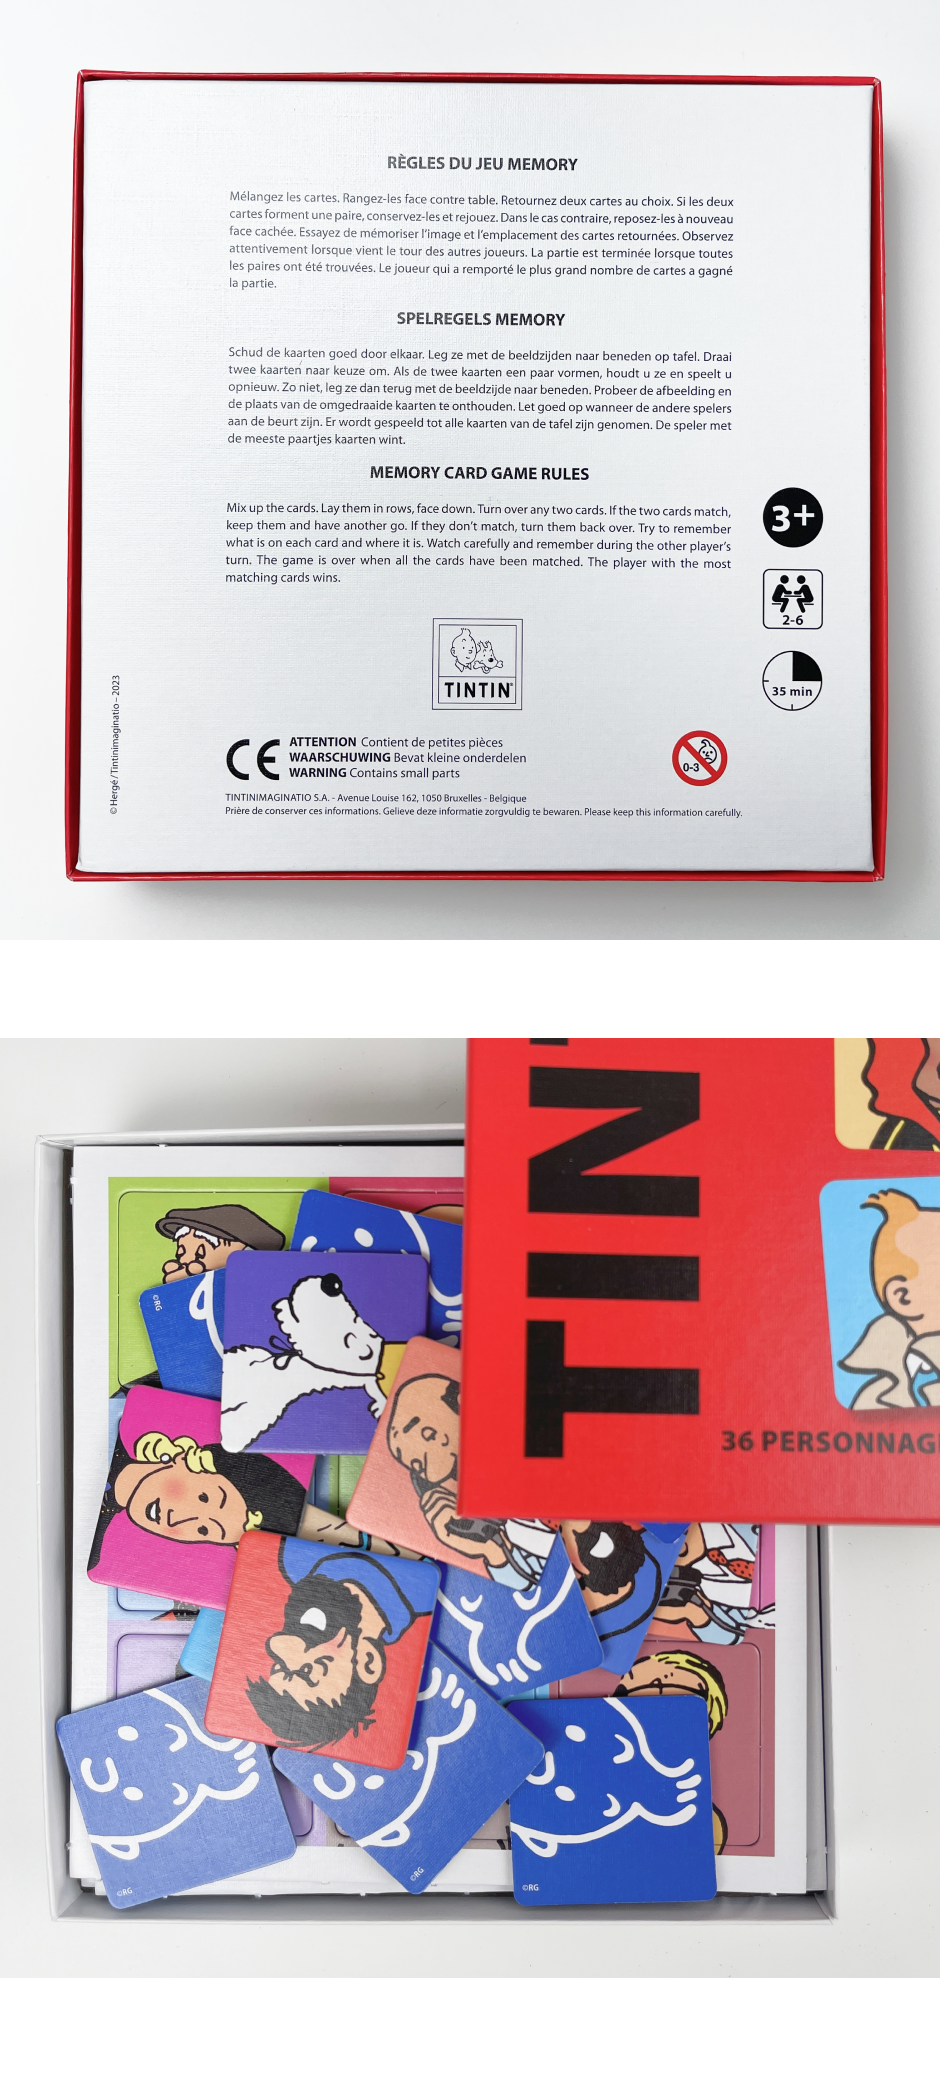 RÈGLES DU JEU MEMORY
Mélangez les cartes. Rangez-les face contre table. Retournez deux cartes au choix. Si les deux
cartes forment une paire, conservez-les et rejouez. Dans le cas contraire, reposez-les à nouveau
face cachée. Essayez de mémoriser l'image et l'emplacement des cartes retournées. Observez
attentivement lorsque vient le tour des autres joueurs. La partie est terminée lorsque toutes
les paires ont été trouvées. Le joueur qui a remporté le plus grand nombre de cartes a gagné
la partie.
SPELREGELS MEMORY
Schud de kaarten goed door elkaar. Leg ze met de beeldzijden naar beneden op tafel. Draai
twee kaarten naar keuze om. Als de twee kaarten een paar vormen, houdt u ze en speelt u
opnieuw. Zo niet, leg ze dan terug met de beeldzijde naar beneden. Probeer de afbeelding en
de plaats van de omgedraaide kaarten te onthouden. Let goed op wanneer de andere spelers
aan de beurt zijn. Er wordt gespeeld tot alle kaarten van de tafel zijn genomen. De speler met
de meeste paartjes kaarten wint.
MEMORY CARD GAME RULES
Mix up the cards. Lay them in rows, face down. Turn over any two cards. If the two cards match,
keep them and have another go. If they don't match, turn them back over. Try to remember
what is on each card and where it is. Watch carefully and remember during the other player's
turn. The game is over when all the cards have been matched. The player with the most
matching cards wins.
3+
2-6
35 min
TINTIN®
© Hergé/Tintinimaginatio – 2023
CE
ATTENTION Contient de petites pièces
WAARSCHUWING Bevat kleine onderdelen
WARNING Contains small parts
0-3
TINTINIMAGINATIO S.A. - Avenue Louise 162, 1050 Bruxelles - Belgique
Prière de conserver ces informations. Gelieve deze informatie zorgvuldig te bewaren. Please keep this information carefully.
TIN
36 PERSONNAG
©RG
©RG
©RG
©RG